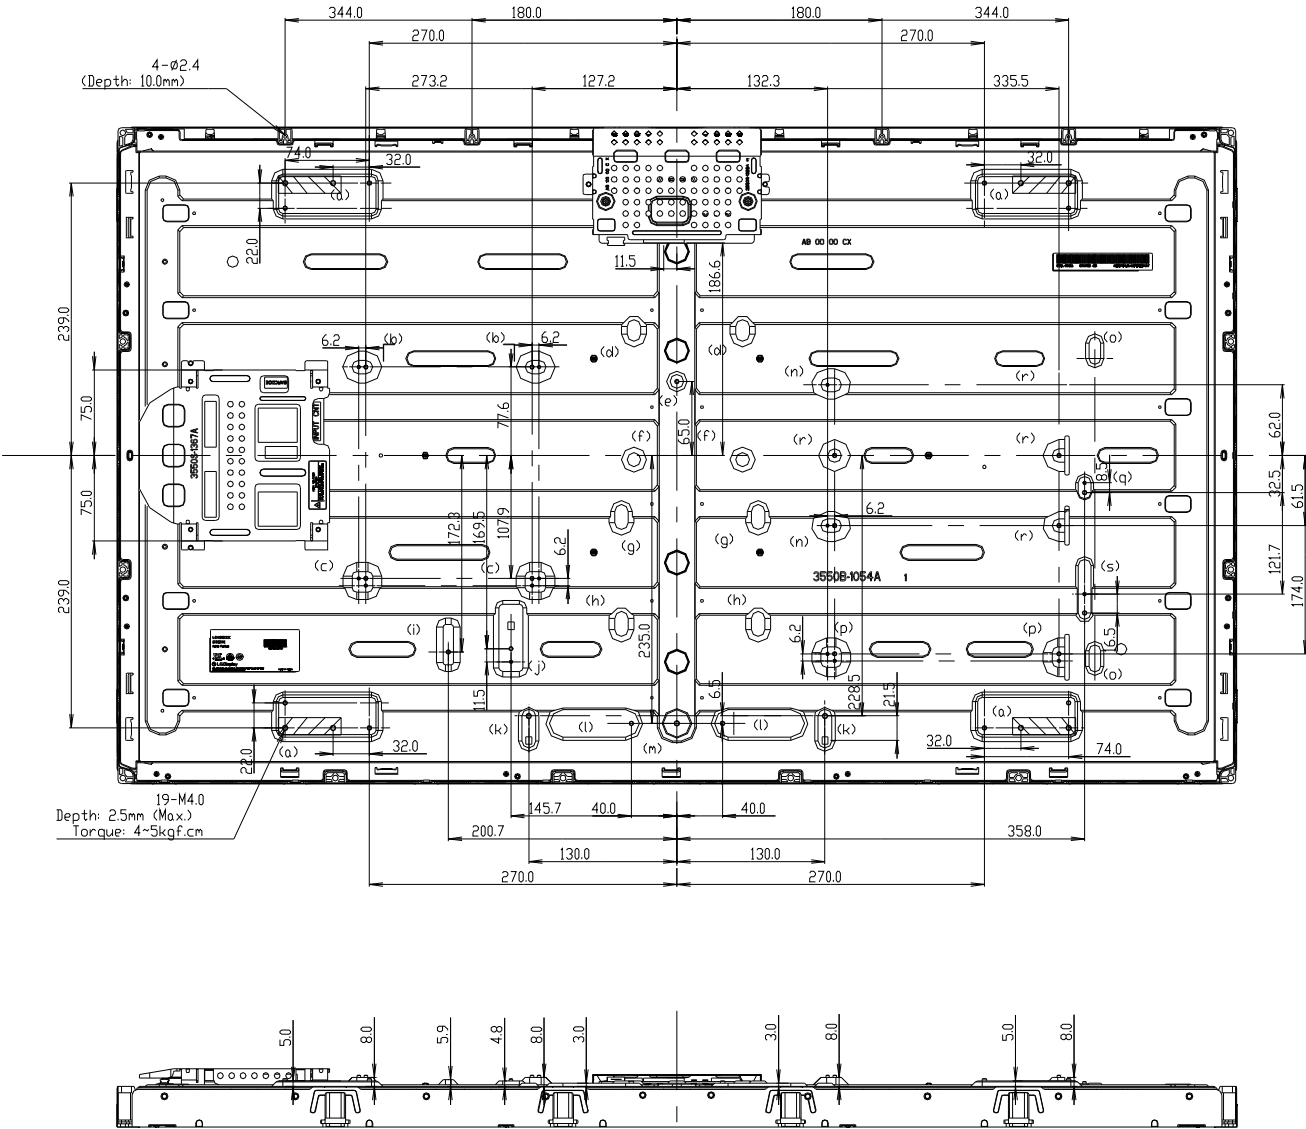 344.0 180.0 180.0 344.0
270.0 270.0
4-Ø2.4
(Depth: 10.0mm)
273.2 127.2 132.3 335.5
74.0 32.0 32.0
(a) (a)
22.0
11.5 186.6
AB 00 00 CX
239.0
6.2 (b) (b) 6.2
(d) (d) (o)
(n) (r)
(e)
75.0 77.6 65.0 62.0
INPUT CNT
3550S-1367A
(f) (f) (r) (r)
8.5 (q)
32.5 61.5
75.0
172.3 169.5 107.9
6.2
(g) (g) (n) (r)
6.2
(c) (c)
3550B-1054A 1
(s)
121.7 174.0
239.0
(h) (h)
(i) 235.0 6.2 (p) (p)
6.5
(j) (o)
11.5 6.5 228.5 21.5
(a) (k) (l) (m) (l) (k) (a)
22.0 32.0 32.0 74.0
19-M4.0
Depth: 2.5mm (Max.)
Torque: 4~5kgf.cm
145.7 40.0 40.0
200.7 358.0
130.0 130.0
270.0 270.0
5.0 8.0 5.9 4.8 8.0 3.0 3.0 8.0 5.0 8.0